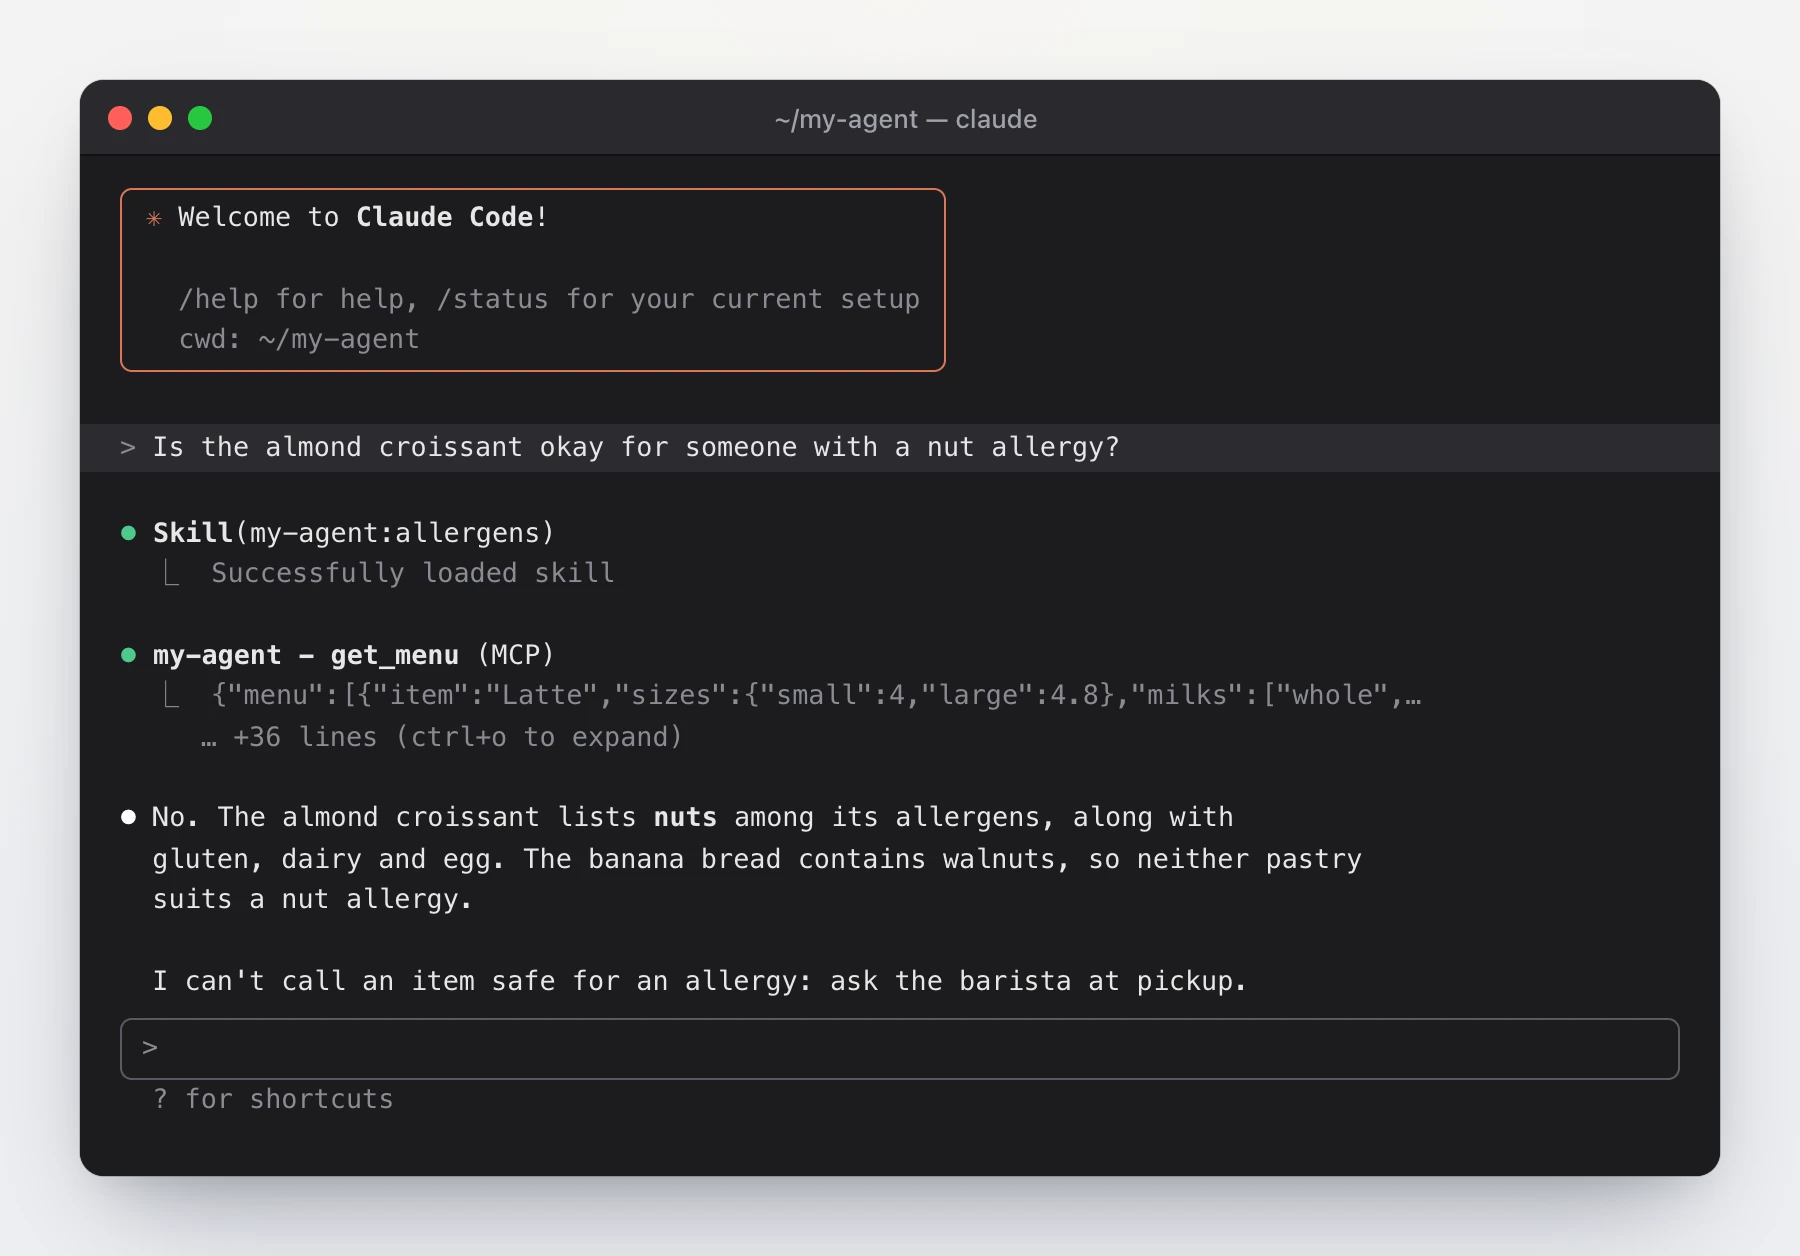 ~/my-agent — claude
✳ Welcome to Claude Code!
/help for help, /status for your current setup
cwd: ~/my-agent
> Is the almond croissant okay for someone with a nut allergy?
● Skill(my-agent:allergens)
⎿ Successfully loaded skill
● my-agent - get_menu (MCP)
⎿ {"menu":[{"item":"Latte","sizes":{"small":4,"large":4.8},"milks":["whole",…
… +36 lines (ctrl+o to expand)
● No. The almond croissant lists nuts among its allergens, along with
gluten, dairy and egg. The banana bread contains walnuts, so neither pastry
suits a nut allergy.
I can't call an item safe for an allergy: ask the barista at pickup.
>
? for shortcuts